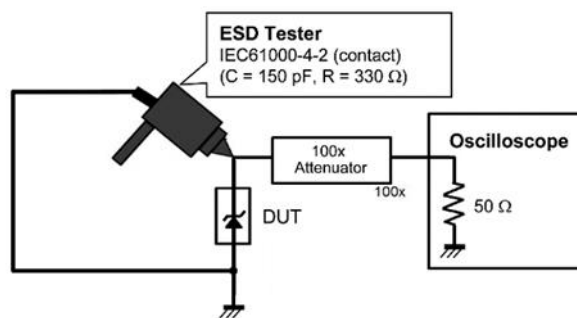 ESD Tester
IEC61000-4-2 (contact)
(C = 150 pF, R = 330 Ω)
100x
Attenuator
100x
Oscilloscope
50 Ω
DUT